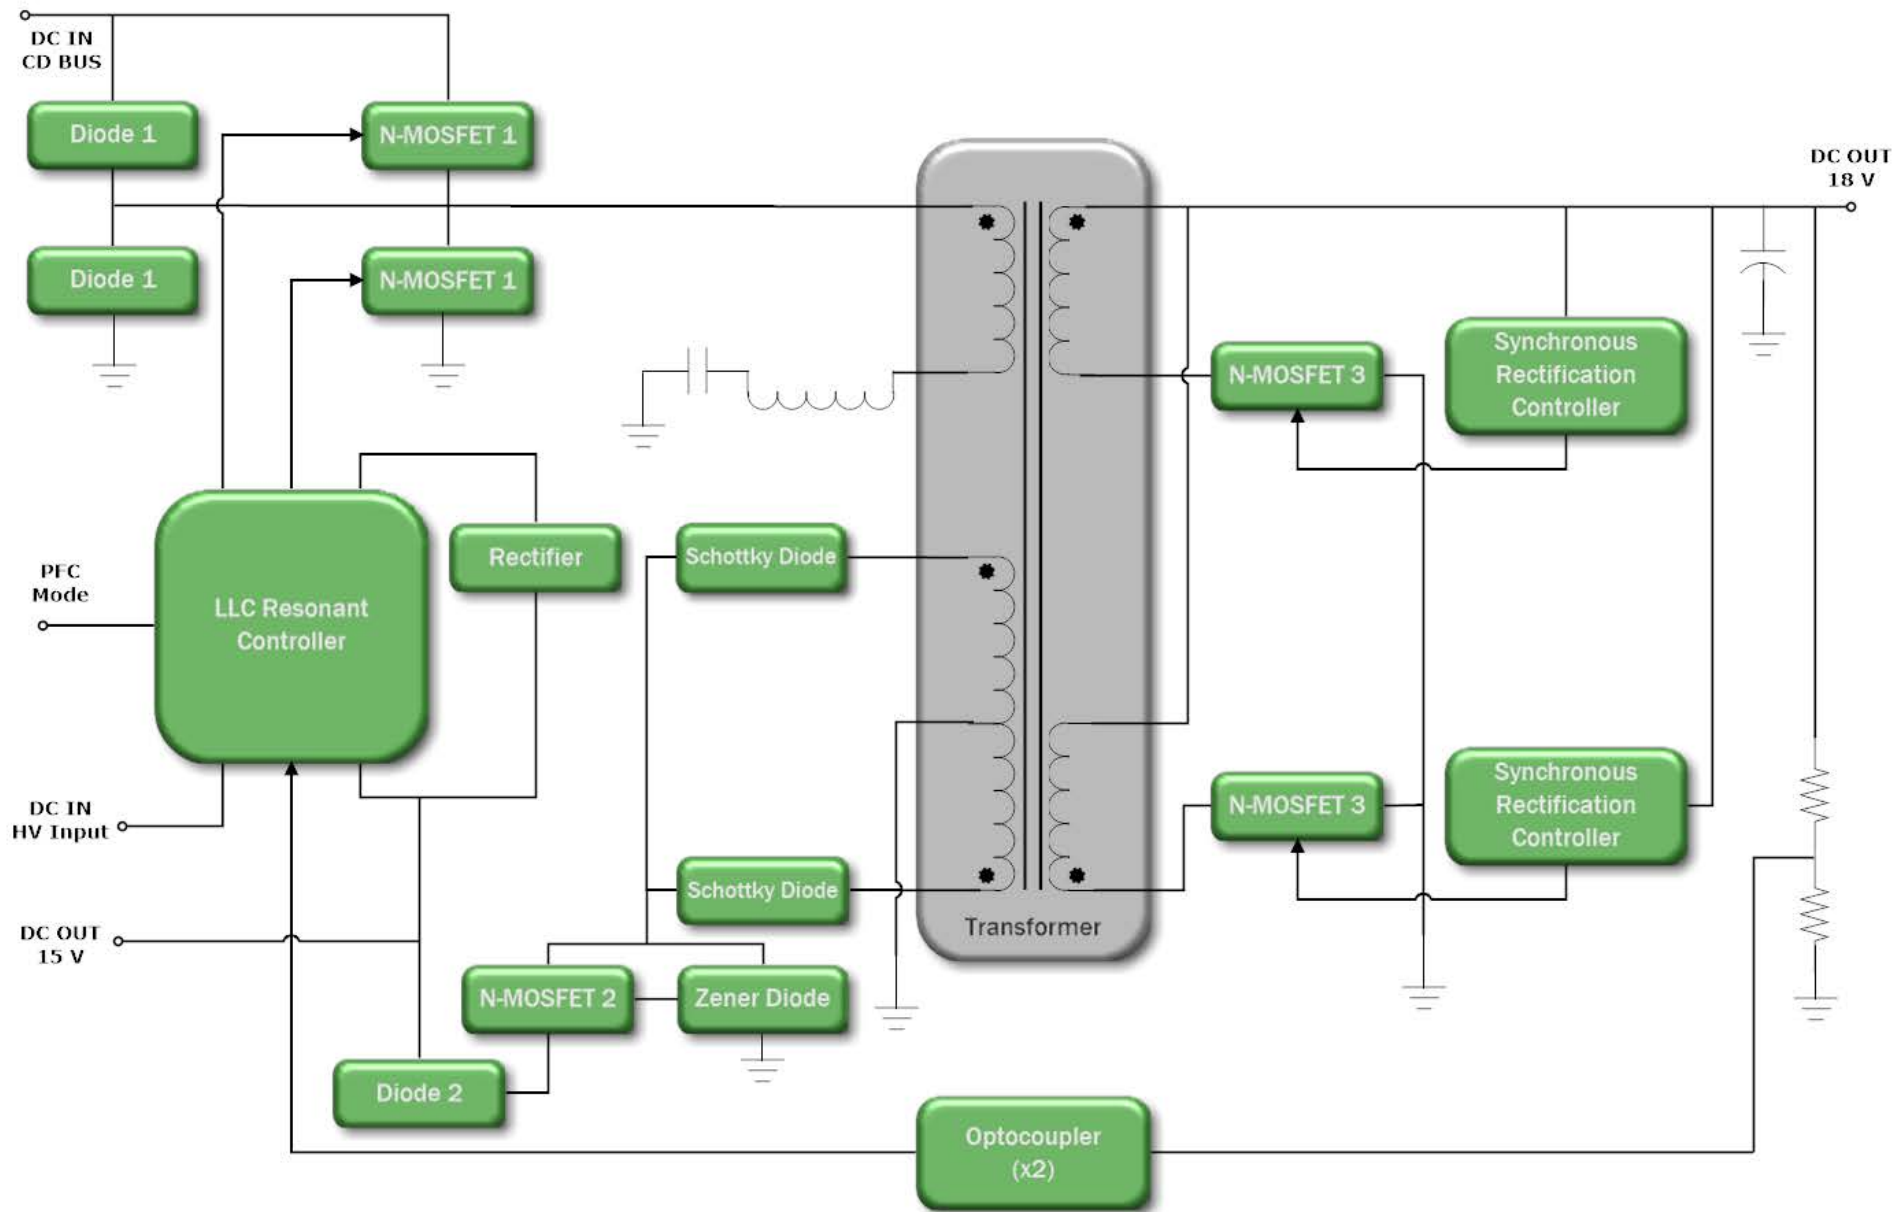 DC IN
CD BUS
Diode 1
N-MOSFET 1
DC OUT
18 V
Diode 1
N-MOSFET 1
Synchronous
Rectification
Controller
N-MOSFET 3
Rectifier
Schottky Diode
PFC
Mode
LLC Resonant
Controller
DC IN
HV Input
Synchronous
Rectification
Controller
N-MOSFET 3
Schottky Diode
Transformer
DC OUT
15 V
N-MOSFET 2
Zener Diode
Diode 2
Optocoupler
(x2)